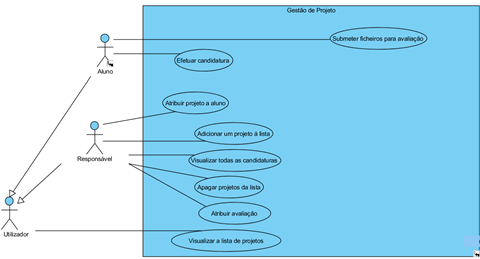 Gestão de Projeto
Submeter ficheiros para avaliação
Aluno
Efetuar candidatura
Atribuir projeto a aluno
Adicionar um projeto á lista
Responsável
Visualizar todas as candidaturas
Apagar projetos da lista
Atribuir avaliação
Utilizador
Visualizar a lista de projetos